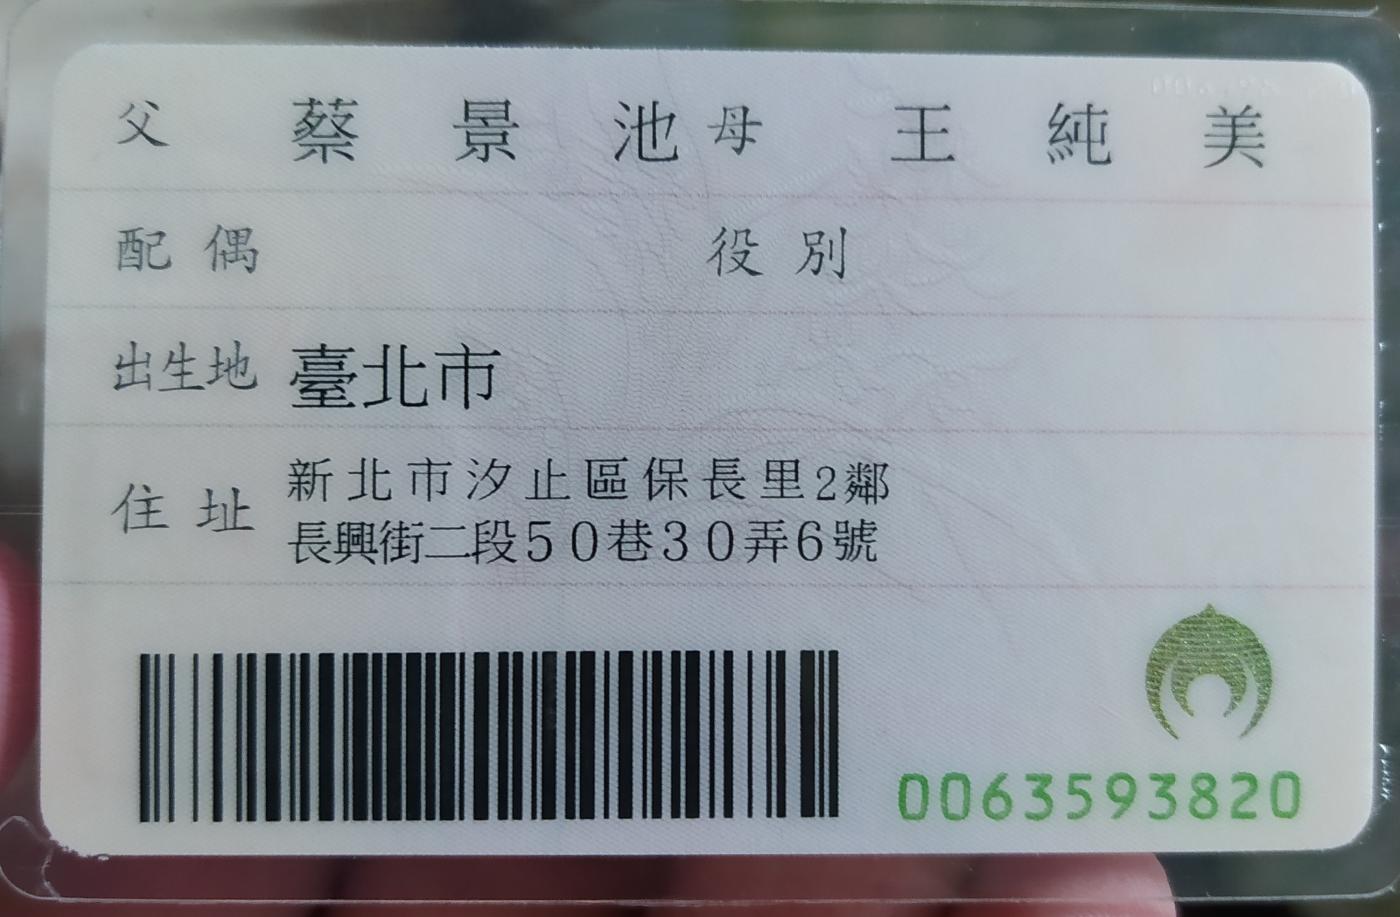 父 蔡景池 母 王純美
配偶 役別
出生地 臺北市
住址 新北市汐止區保長里2鄰
長興街二段50巷30弄6號
0063593820